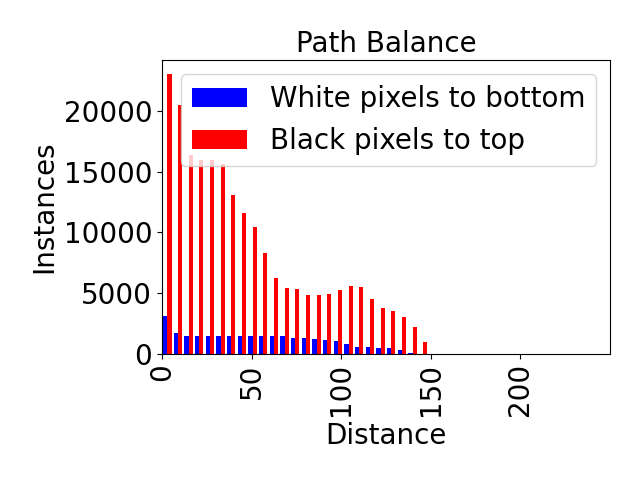 Path Balance
White pixels to bottom
Black pixels to top
Instances
20000
15000
10000
5000
0
0
50
100
150
200
Distance